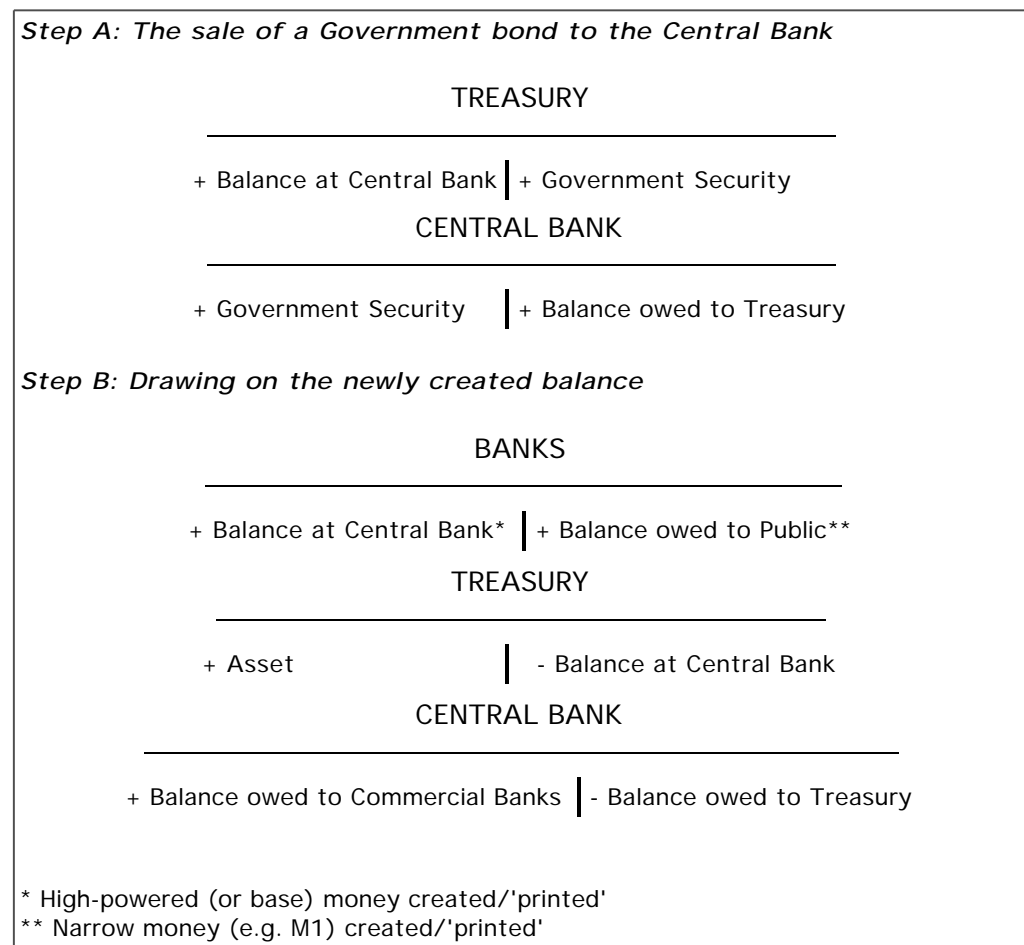 Step A: The sale of a Government bond to the Central Bank
TREASURY
+ Balance at Central Bank + Government Security
CENTRAL BANK
+ Government Security + Balance owed to Treasury
Step B: Drawing on the newly created balance
BANKS
+ Balance at Central Bank* + Balance owed to Public**
TREASURY
+ Asset - Balance at Central Bank
CENTRAL BANK
+ Balance owed to Commercial Banks - Balance owed to Treasury
* High-powered (or base) money created/'printed'
** Narrow money (e.g. M1) created/'printed'